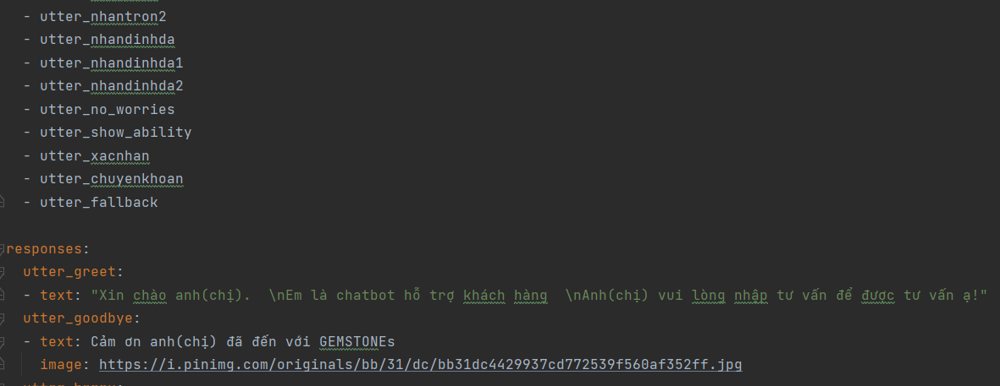 - utter_nhantron2
- utter_nhandinhda
- utter_nhandinhda1
- utter_nhandinhda2
- utter_no_worries
- utter_show_ability
- utter_xacnhan
- utter_chuyenkhoan
- utter_fallback
responses:
utter_greet:
- text: "Xin chào anh(chị).  \nEm là chatbot hỗ trợ khách hàng  \nAnh(chị) vui lòng nhập tư vấn để được tư vấn ạ!"
utter_goodbye:
- text: Cảm ơn anh(chị) đã đến với GEMSTONEs
image: https://i.pinimg.com/originals/bb/31/dc/bb31dc4429937cd772539f560af352ff.jpg